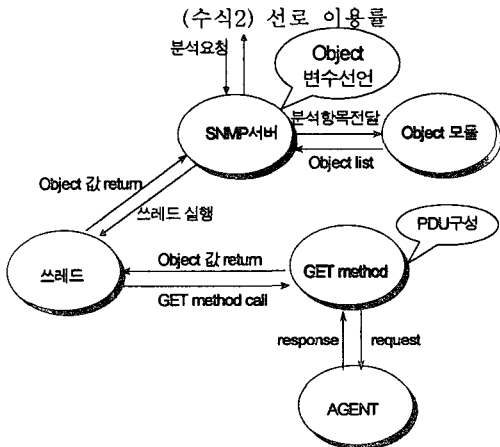 (수식2) 선로 이용률
분석요청
Object
변수선언
분석항목전달
SNMP서버
Object 모듈
Object list
Object 값 return
쓰레드 실행
PDU구성
Object 값 return
쓰레드
GET method
GET method call
response
request
AGENT